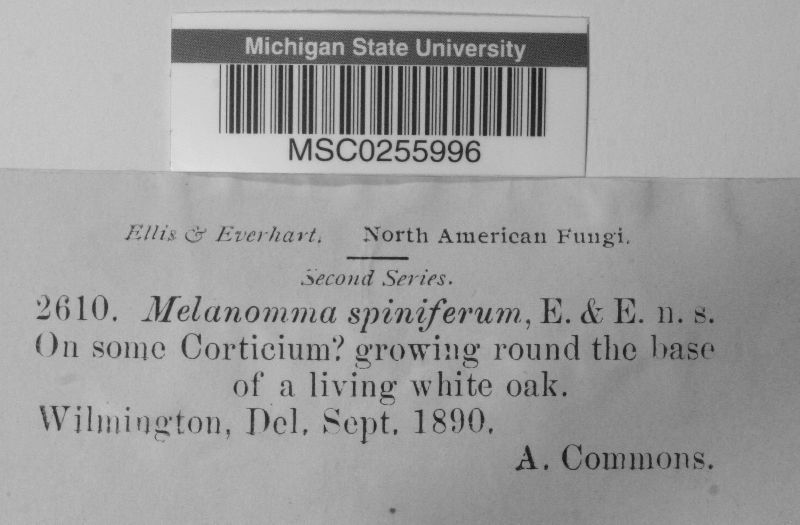 Michigan State University
MSC0255996
Ellis & Everhart. North American Fungi.
Second Series.
2610. Melanomma spiniferum, E. & E. n. s.
On some Corticium? growing round the base
of a living white oak.
Wilmington, Del. Sept. 1890.
A. Commons.